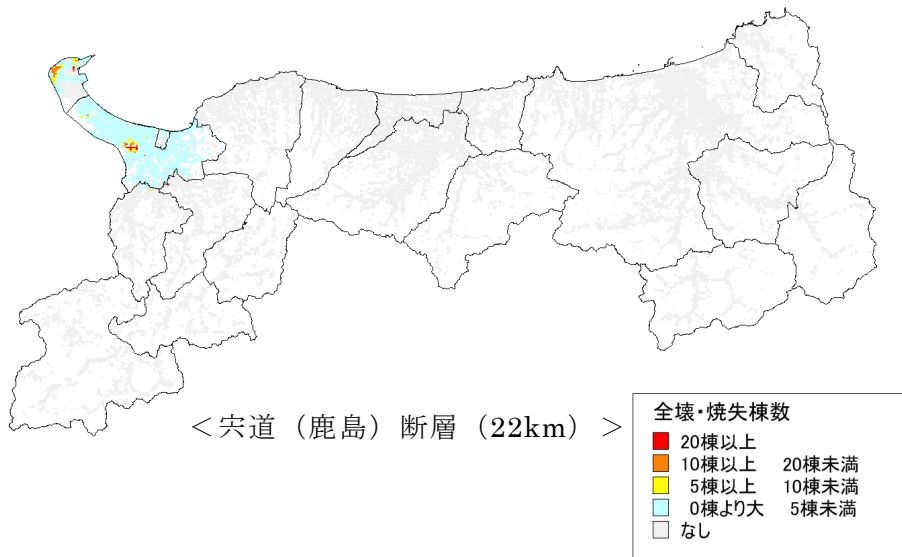 ＜宍道（鹿島）断層（22km）＞
全壊・焼失棟数
20棟以上
10棟以上 20棟未満
5棟以上 10棟未満
0棟より大 5棟未満
なし